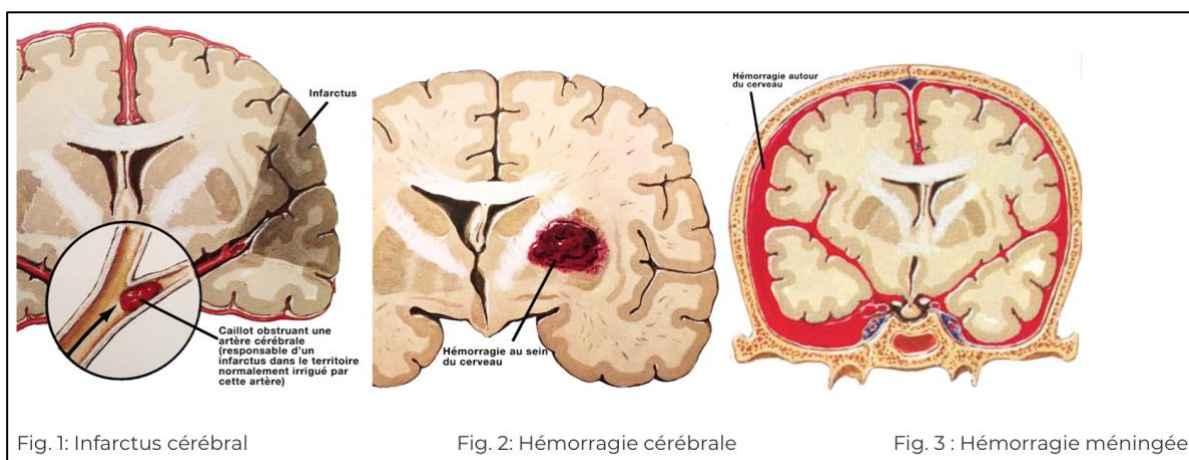 Infarctus
Caillot obstruant une
artère cérébrale
(responsable d'un
infarctus dans le territoire
normalement irrigué par
cette artère)
Hémorragie au sein
du cerveau
Hémorragie autour
du cerveau
Fig. 1: Infarctus cérébral
Fig. 2: Hémorragie cérébrale
Fig. 3 : Hémorragie méningée